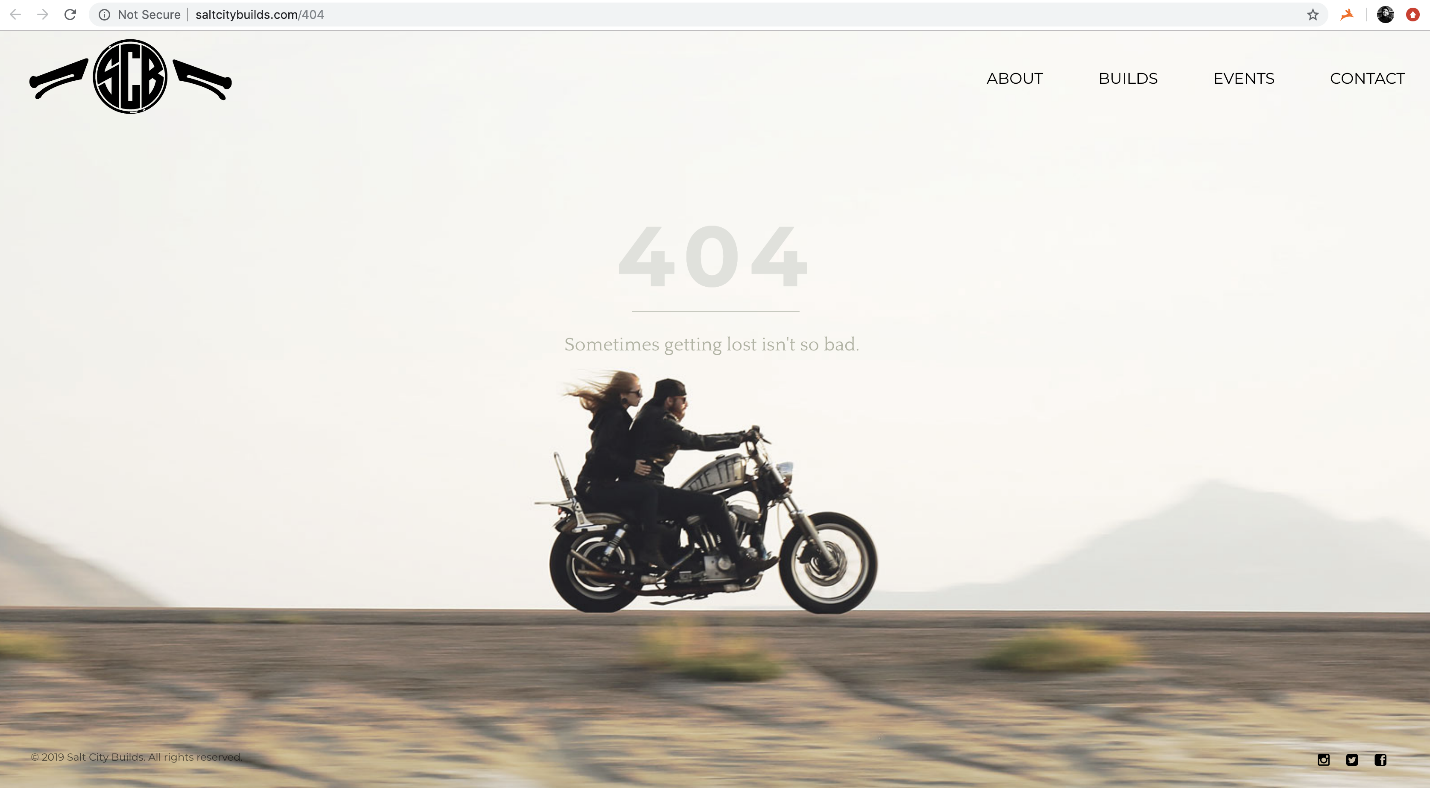 Not Secure | saltcitybuilds.com/404
SCB
ABOUT BUILDS EVENTS CONTACT
404
Sometimes getting lost isn't so bad.
© 2019 Salt City Builds. All rights reserved.